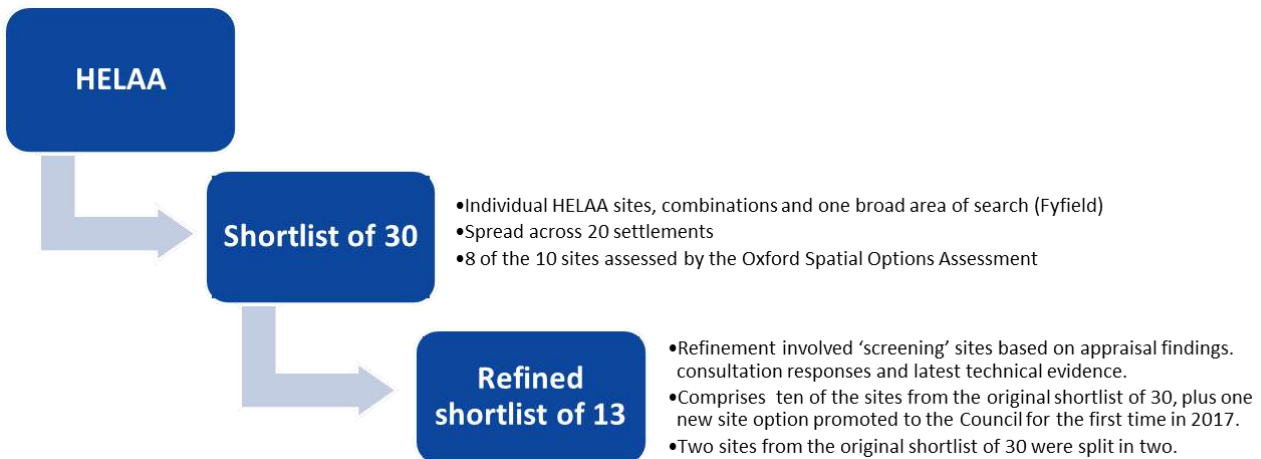 HELAA
Shortlist of 30
•Individual HELAA sites, combinations and one broad area of search (Fyfield)
•Spread across 20 settlements
•8 of the 10 sites assessed by the Oxford Spatial Options Assessment
Refined
shortlist of 13
•Refinement involved ‘screening’ sites based on appraisal findings.
consultation responses and latest technical evidence.
•Comprises ten of the sites from the original shortlist of 30, plus one
new site option promoted to the Council for the first time in 2017.
•Two sites from the original shortlist of 30 were split in two.